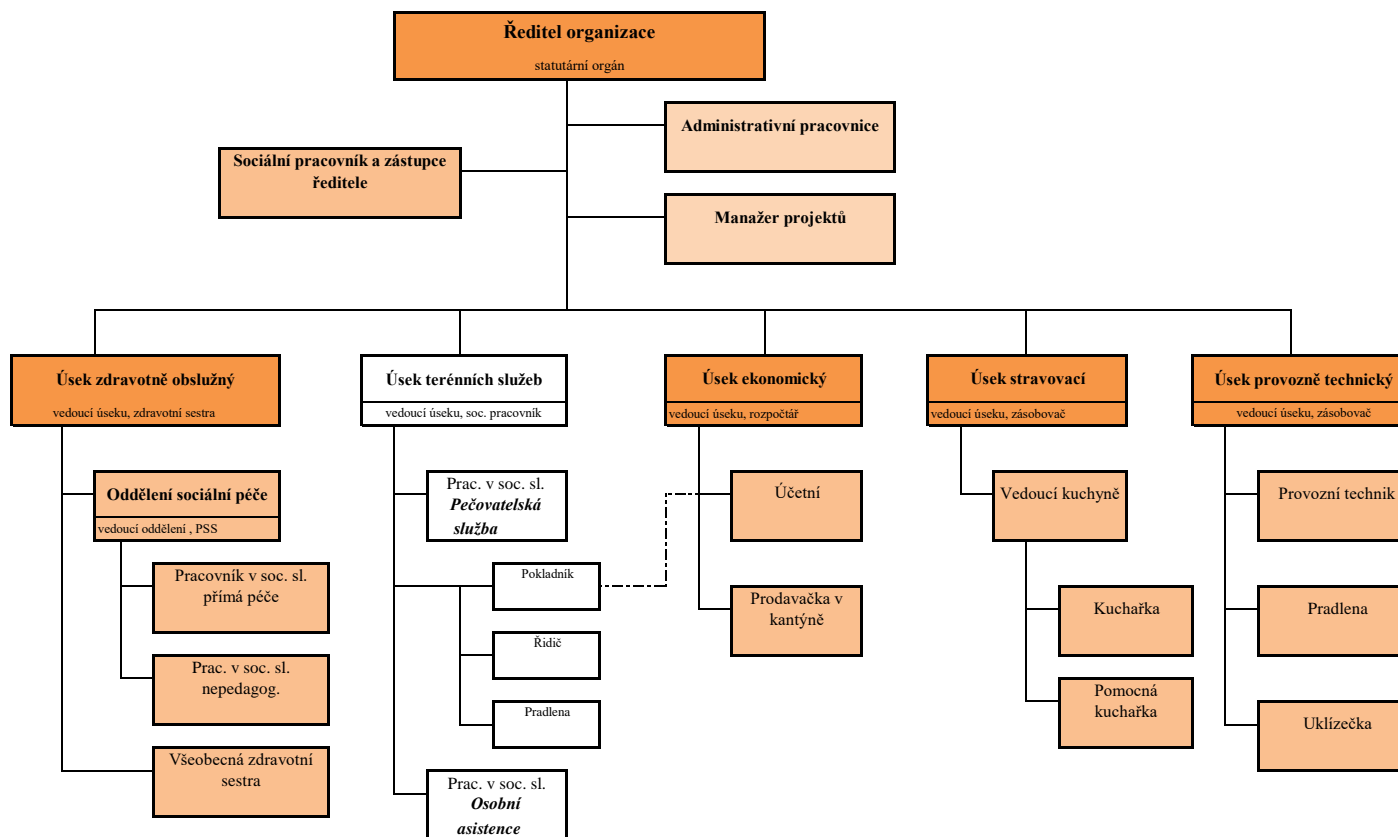 Ředitel organizace
statutární orgán
Administrativní pracovnice
Sociální pracovník a zástupce
ředitele
Manažer projektů
Úsek zdravotně obslužný
vedoucí úseku, zdravotní sestra
Úsek terénních služeb
vedoucí úseku, soc. pracovník
Úsek ekonomický
vedoucí úseku, rozpočtář
Úsek stravovací
vedoucí úseku, zásobovač
Úsek provozně technický
vedoucí úseku, zásobovač
Oddělení sociální péče
vedoucí oddělení , PSS
Pracovník v soc. sl.
přímá péče
Prac. v soc. sl.
nepedagog.
Všeobecná zdravotní
sestra
Prac. v soc. sl.
Pečovatelská
služba
Pokladník
Řidič
Pradlena
Prac. v soc. sl.
Osobní
asistence
Účetní
Prodavačka v
kantýně
Vedoucí kuchyně
Kuchařka
Pomocná
kuchařka
Provozní technik
Pradlena
Uklízečka